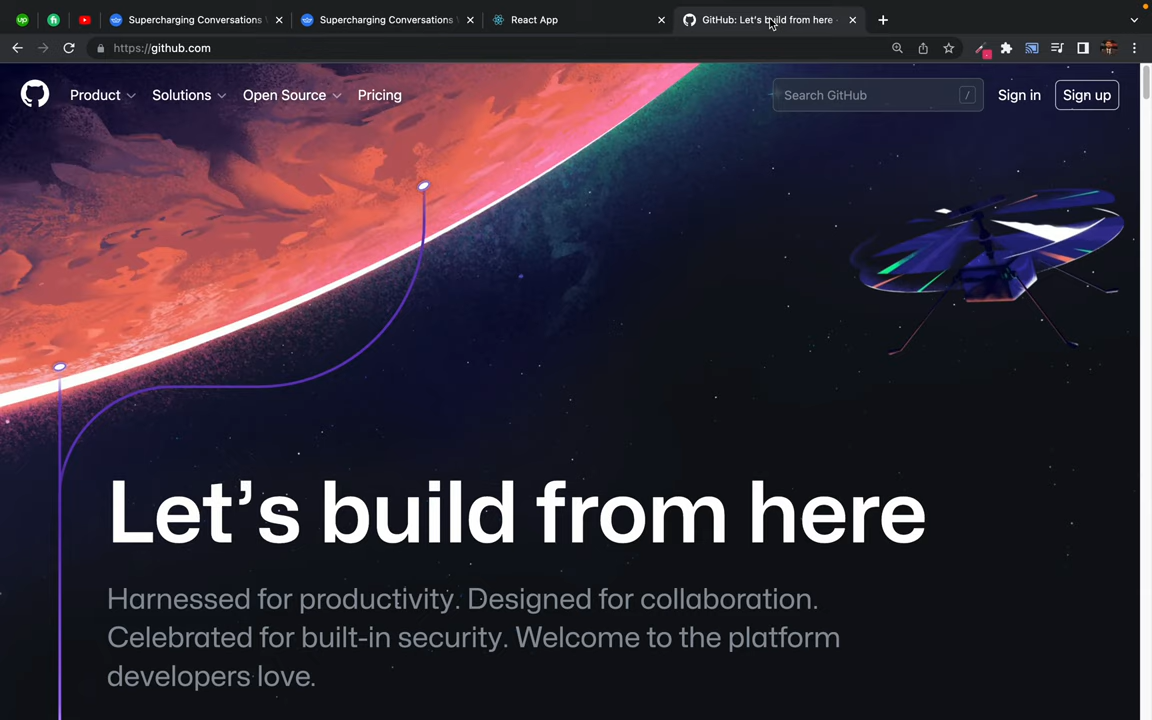 up
fi
Supercharging Conversations
Supercharging Conversations
React App
GitHub: Let's build from here
https://github.com
Product
Solutions
Open Source
Pricing
Search GitHub
/
Sign in
Sign up
Let's build from here
Harnessed for productivity. Designed for collaboration.
Celebrated for built-in security. Welcome to the platform
developers love.